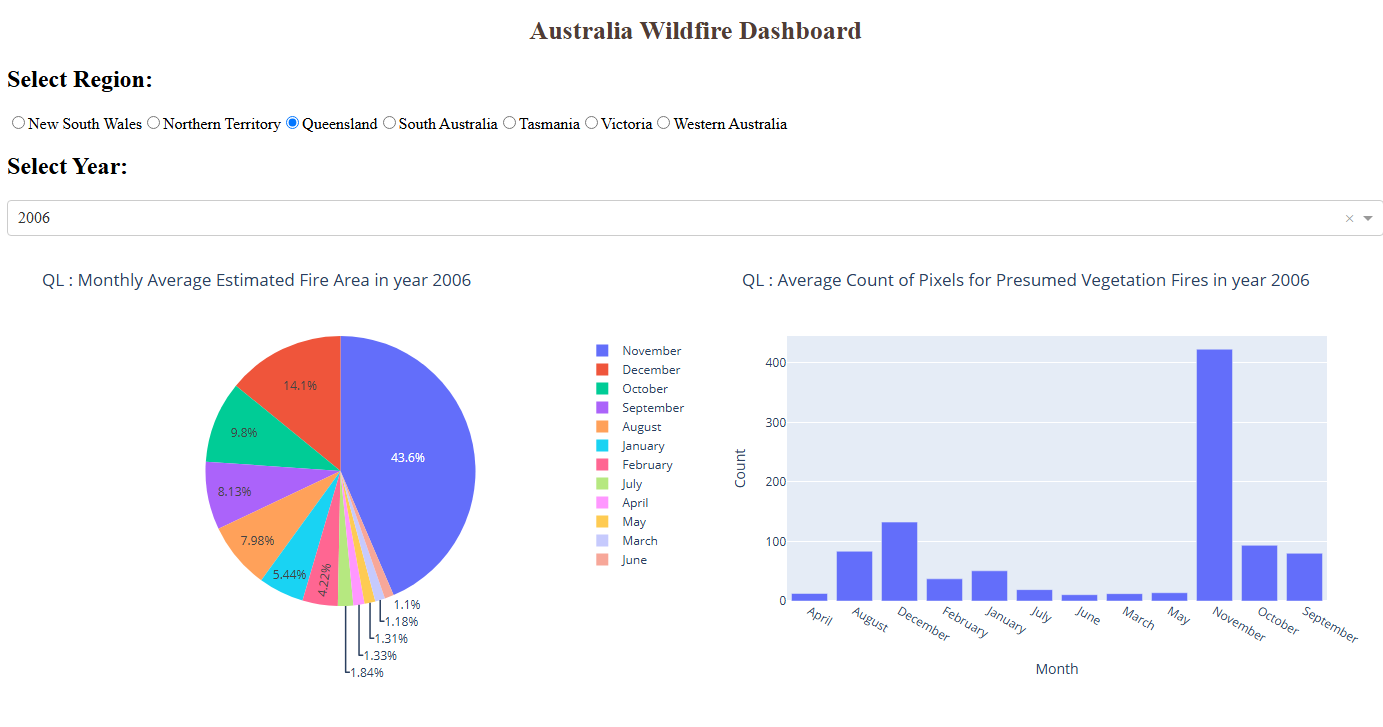 Australia Wildfire Dashboard
Select Region:
New South Wales Northern Territory Queensland South Australia Tasmania Victoria Western Australia
Select Year:
2006 ×
QL : Monthly Average Estimated Fire Area in year 2006
43.6%
14.1%
9.8%
8.13%
7.98%
5.44%
4.22%
1.84%
1.33%
1.31%
1.18%
1.1%
November
December
October
September
August
January
February
July
April
May
March
June
QL : Average Count of Pixels for Presumed Vegetation Fires in year 2006
Count
400
300
200
100
0
April August December February January July June March May November October September
Month